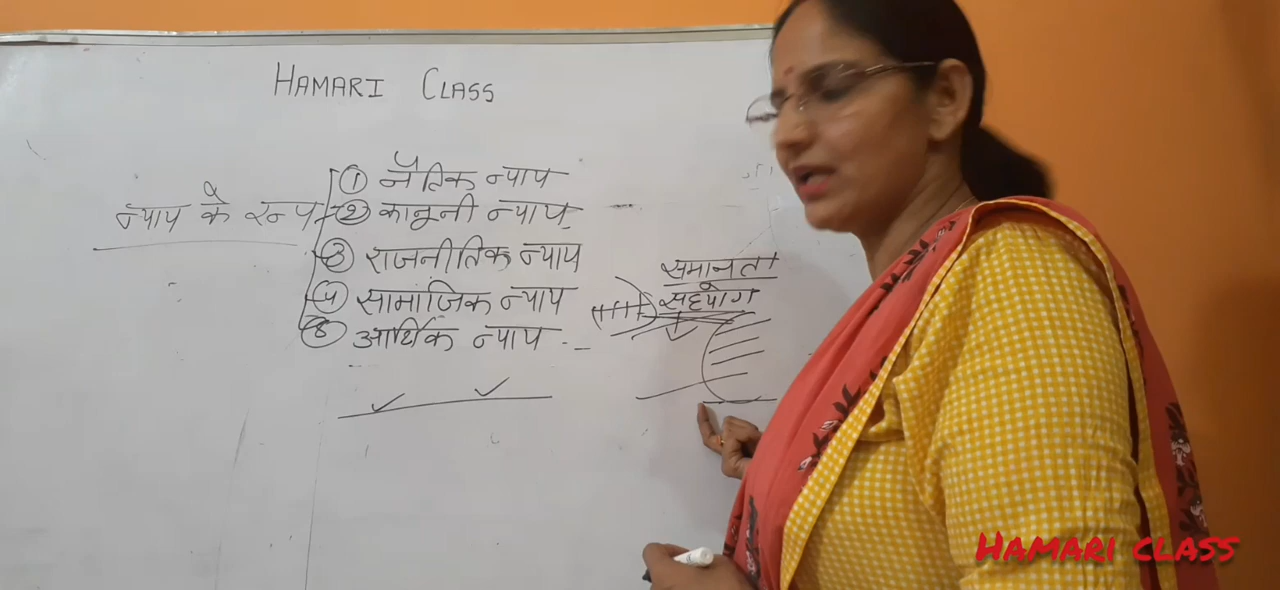 HAMARI CLASS
न्याय के रूप
① नैतिक न्याय
② कानूनी न्याय
③ राजनीतिक न्याय
④ सामाजिक न्याय
⑤ आर्थिक न्याय
समानता
सहयोग
HAMARI CLASS